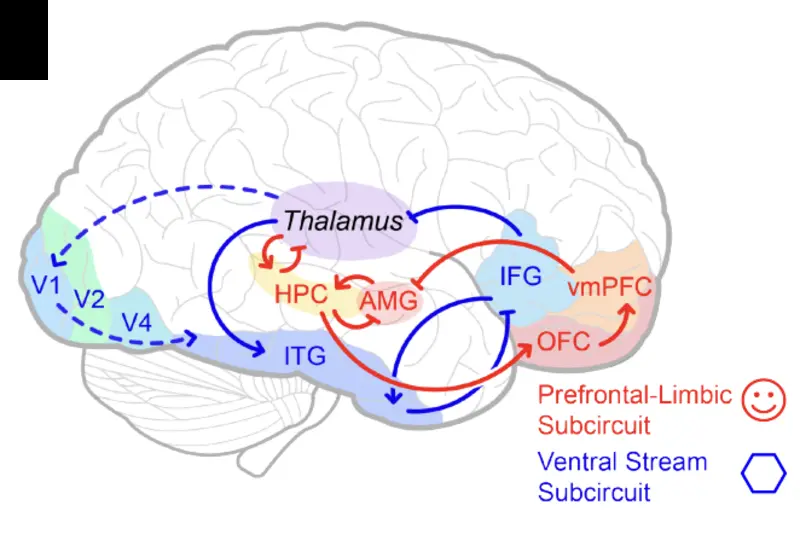 Thalamus
V1
V2
V4
HPC
AMG
IFG
vmPFC
OFC
ITG
Prefrontal-Limbic
Subcircuit
Ventral Stream
Subcircuit